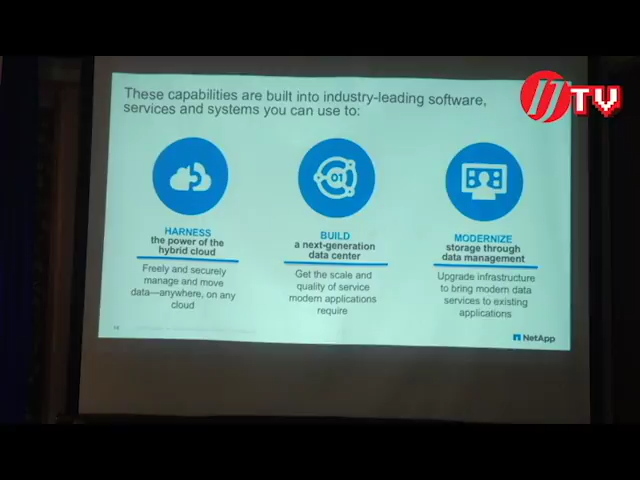 These capabilities are built into industry-leading software,
services and systems you can use to:
TV
01
HARNESS
the power of the
hybrid cloud
Freely and securely
manage and move
data—anywhere, on any
cloud
BUILD
a next-generation
data center
Get the scale and
quality of service
modern applications
require
MODERNIZE
storage through
data management
Upgrade infrastructure
to bring modern data
services to existing
applications
NetApp